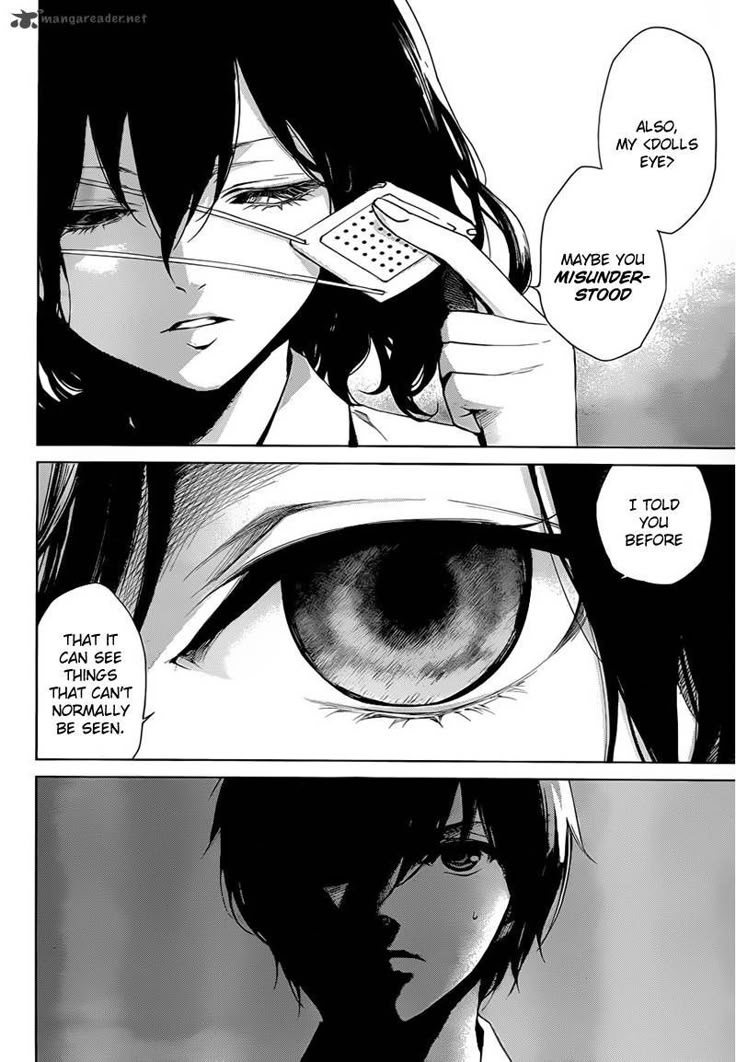 mangareader.net
ALSO,
MY <DOLLS
EYE>
MAYBE YOU
MISUNDER-
STOOD
I TOLD
YOU
BEFORE
THAT IT
CAN SEE
THINGS
THAT CAN'T
NORMALLY
BE SEEN.